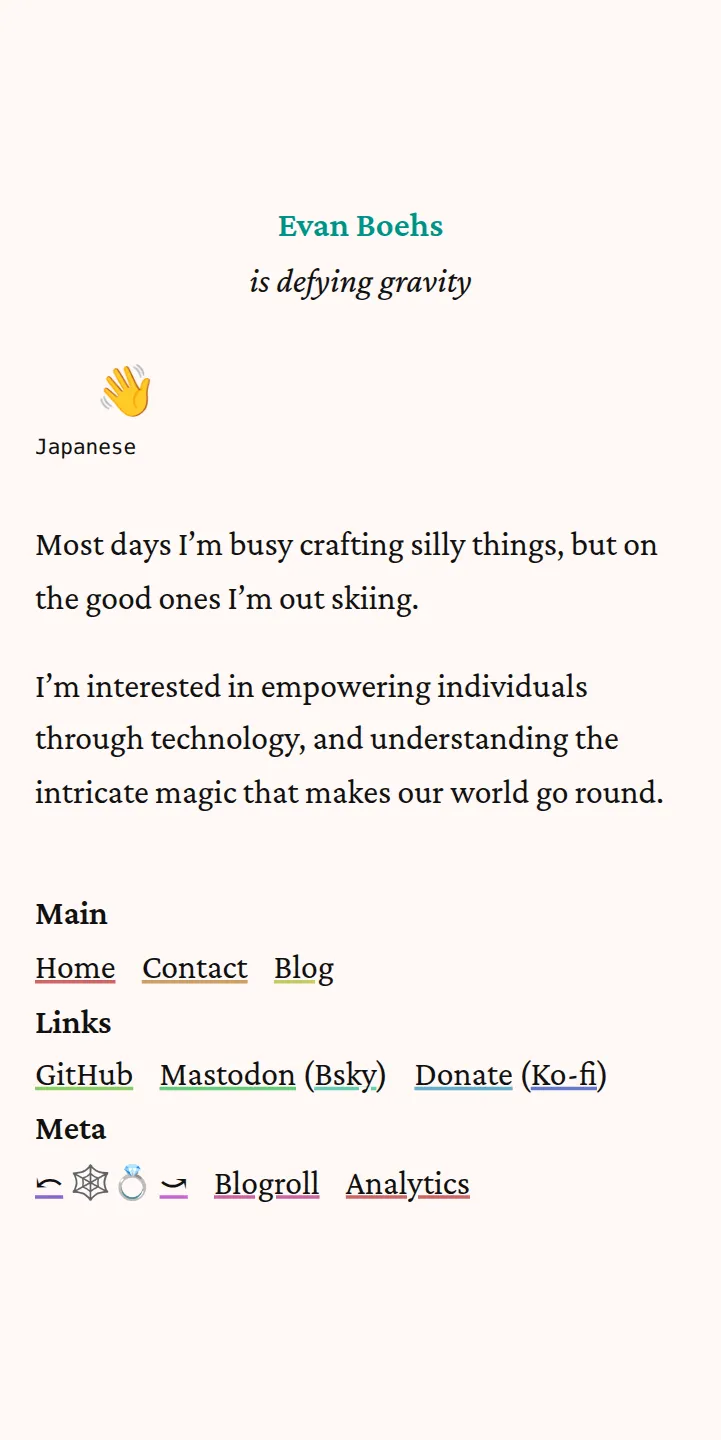 Evan Boehs
is defying gravity
👋
Japanese
Most days I’m busy crafting silly things, but on
the good ones I’m out skiing.
I’m interested in empowering individuals
through technology, and understanding the
intricate magic that makes our world go round.
Main
Home Contact Blog
Links
GitHub Mastodon (Bsky) Donate (Ko-fi)
Meta
⤺ 🕸️💍 ⤻ Blogroll Analytics